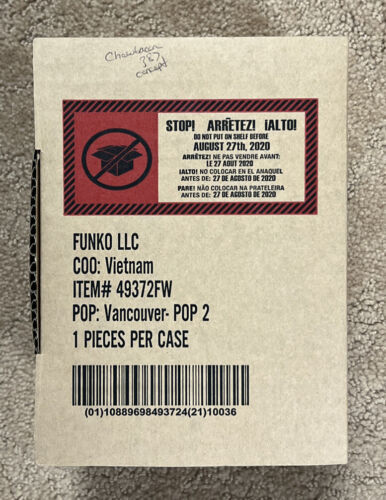 Chewbacca
387
concept
STOP! ARRÊTEZ! ¡ALTO!
DO NOT PUT ON SHELF BEFORE
AUGUST 27th, 2020
ARRÊTEZ! NE PAS VENDRE AVANT:
LE 27 AOUT 2020
¡ALTO! NO COLOCAR EN EL ANAQUEL
ANTES DE: 27 DE AGOSTO DE 2020
PARE! NÃO COLOCAR NA PRATELEIRA
ANTES DE: 27 DE AGOSTO DE 2020
FUNKO LLC
COO: Vietnam
ITEM# 49372FW
POP: Vancouver- POP 2
1 PIECES PER CASE
(01)10889698493724(21)10036